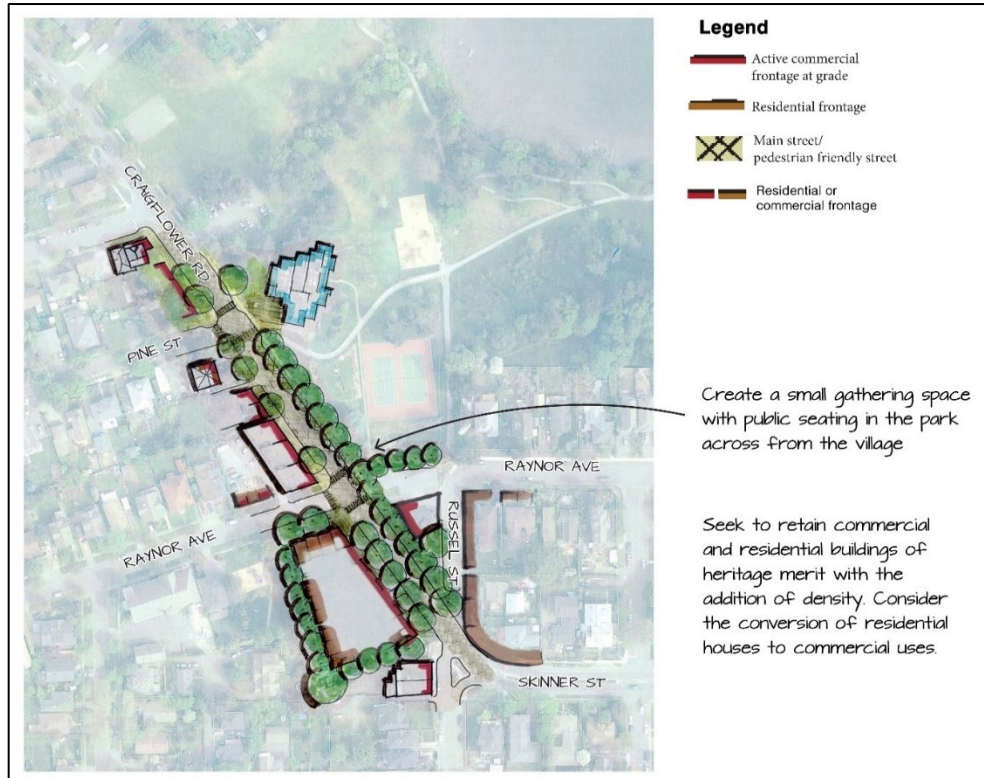 Legend
Active commercial
frontage at grade
Residential frontage
Main street/
pedestrian friendly street
Residential or
commercial frontage
CRAIGFLOWER RD
PINE ST
Create a small gathering space
with public seating in the park
across from the village
RAYNOR AVE
RAYNOR AVE
RUSSEL ST
Seek to retain commercial
and residential buildings of
heritage merit with the
addition of density. Consider
the conversion of residential
houses to commercial uses.
SKINNER ST